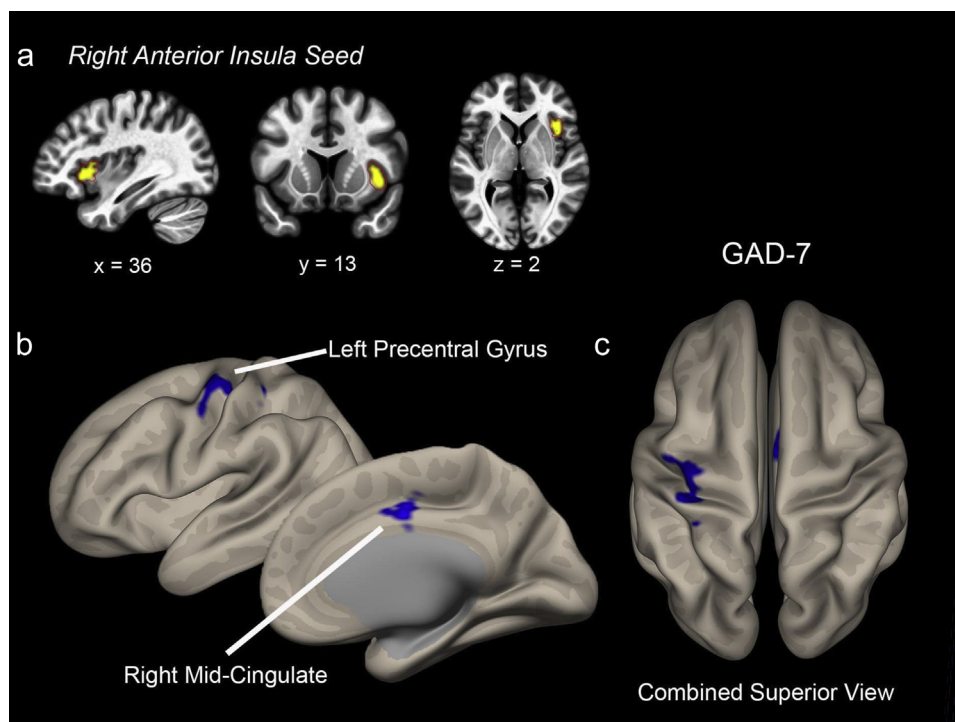 a Right Anterior Insula Seed
x = 36
y = 13
z = 2
GAD-7
b
Left Precentral Gyrus
c
Right Mid-Cingulate
Combined Superior View